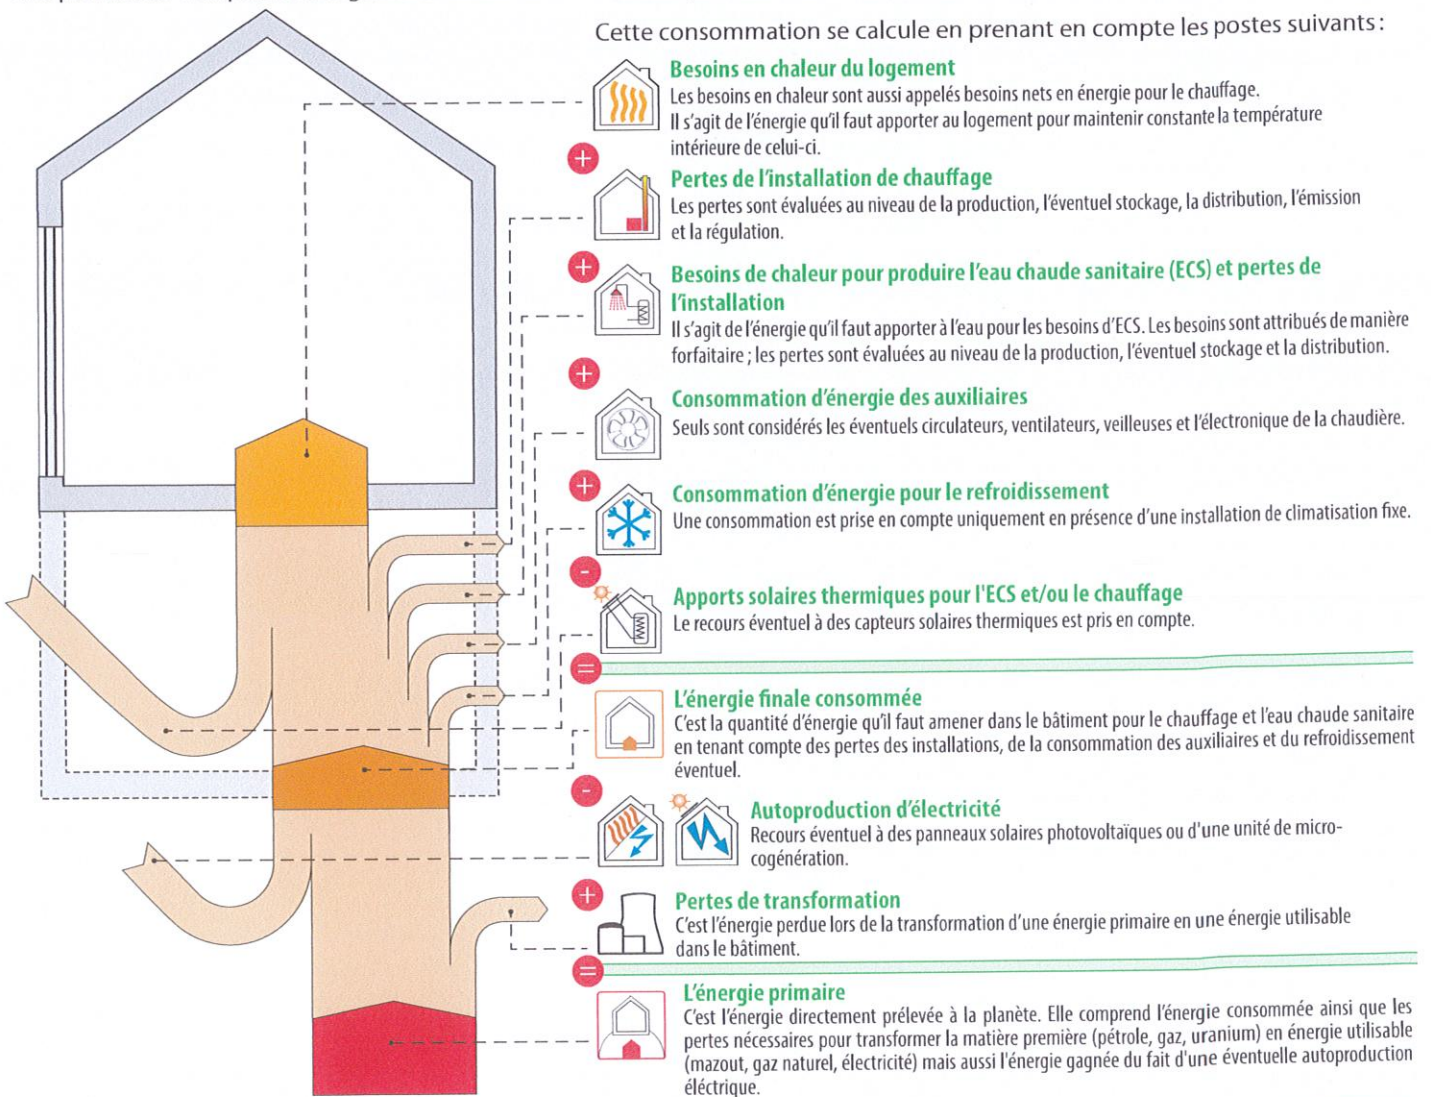 Cette consommation se calcule en prenant en compte les postes suivants :
Besoins en chaleur du logement
Les besoins en chaleur sont aussi appelés besoins nets en énergie pour le chauffage.
Il s'agit de l'énergie qu'il faut apporter au logement pour maintenir constante la température
intérieure de celui-ci.
+
Pertes de l'installation de chauffage
Les pertes sont évaluées au niveau de la production, l'éventuel stockage, la distribution, l'émission
et la régulation.
+
Besoins de chaleur pour produire l'eau chaude sanitaire (ECS) et pertes de
l'installation
Il s'agit de l'énergie qu'il faut apporter à l'eau pour les besoins d'ECS. Les besoins sont attribués de manière
forfaitaire ; les pertes sont évaluées au niveau de la production, l'éventuel stockage et la distribution.
+
Consommation d'énergie des auxiliaires
Seuls sont considérés les éventuels circulateurs, ventilateurs, veilleuses et l'électronique de la chaudière.
+
Consommation d'énergie pour le refroidissement
Une consommation est prise en compte uniquement en présence d'une installation de climatisation fixe.
-
Apports solaires thermiques pour l'ECS et/ou le chauffage
Le recours éventuel à des capteurs solaires thermiques est pris en compte.
=
L'énergie finale consommée
C'est la quantité d'énergie qu'il faut amener dans le bâtiment pour le chauffage et l'eau chaude sanitaire
en tenant compte des pertes des installations, de la consommation des auxiliaires et du refroidissement
éventuel.
-
Autoproduction d'électricité
Recours éventuel à des panneaux solaires photovoltaïques ou d'une unité de micro-
cogénération.
+
Pertes de transformation
C'est l'énergie perdue lors de la transformation d'une énergie primaire en une énergie utilisable
dans le bâtiment.
=
L'énergie primaire
C'est l'énergie directement prélevée à la planète. Elle comprend l'énergie consommée ainsi que les
pertes nécessaires pour transformer la matière première (pétrole, gaz, uranium) en énergie utilisable
(mazout, gaz naturel, électricité) mais aussi l'énergie gagnée du fait d'une éventuelle autoproduction
éléctrique.